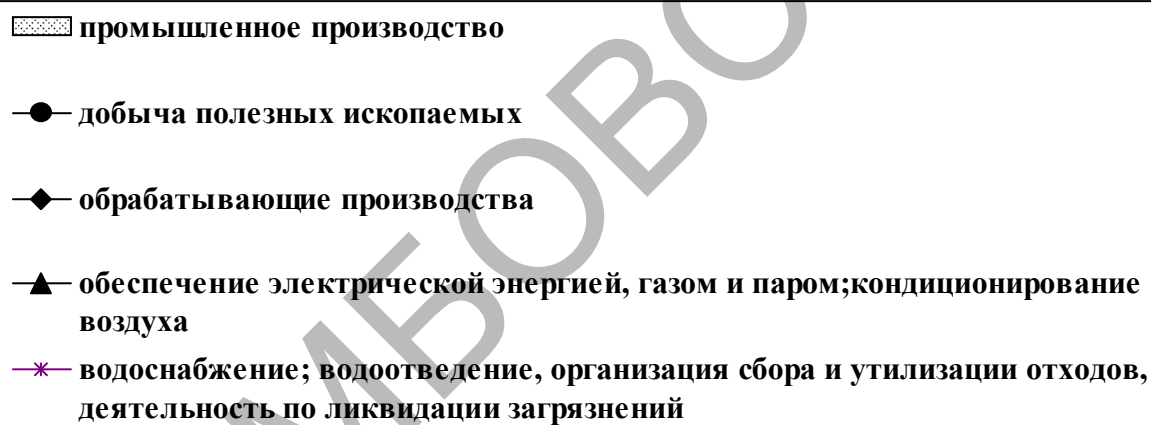 промышленное производство
добыча полезных ископаемых
обрабатывающие производства
обеспечение электрической энергией, газом и паром;кондиционирование
воздуха
водоснабжение; водоотведение, организация сбора и утилизации отходов,
деятельность по ликвидации загрязнений
МБОВО